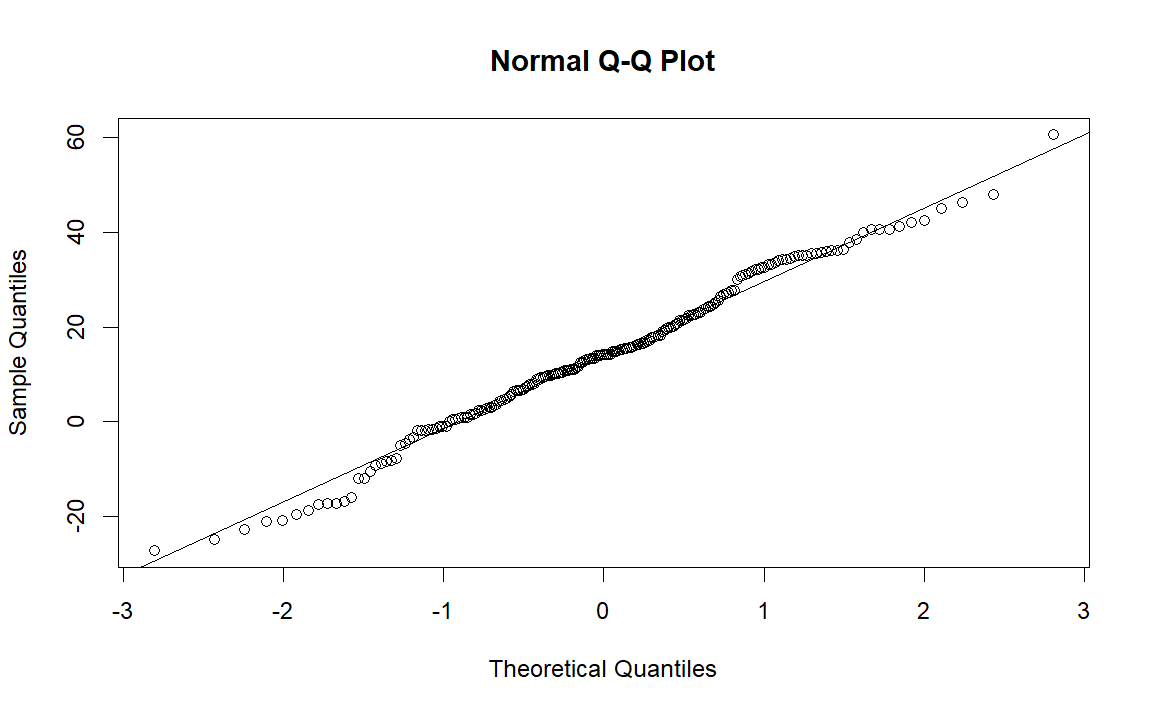 Normal Q-Q Plot
60
40
20
0
-20
Sample Quantiles
-3 -2 -1 0 1 2 3
Theoretical Quantiles